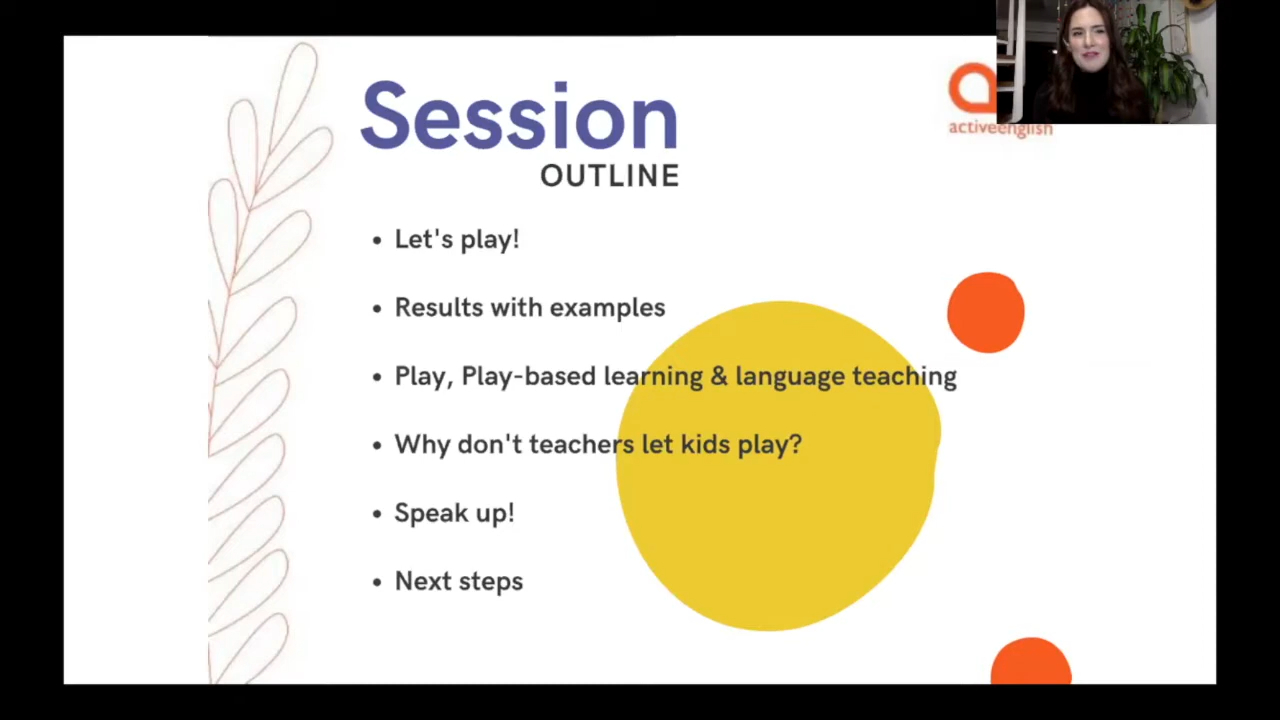 Session
OUTLINE
activeenglish
• Let's play!
• Results with examples
• Play, Play-based learning & language teaching
• Why don't teachers let kids play?
• Speak up!
• Next steps